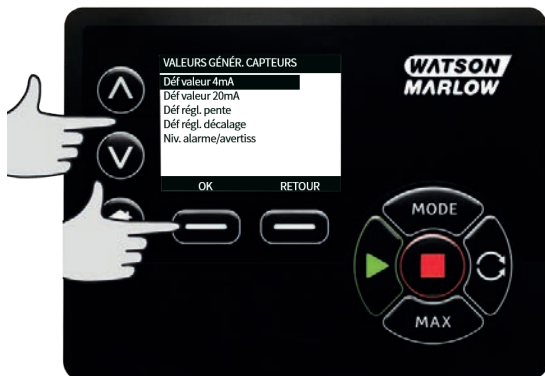 VALEURS GÉNÉR. CAPTEURS
Déf valeur 4mA
Déf valeur 20mA
Déf régl. pente
Déf régl. décalage
Niv. alarme/avertiss
OK RETOUR
WATSON
MARLOW
MODE
MAX